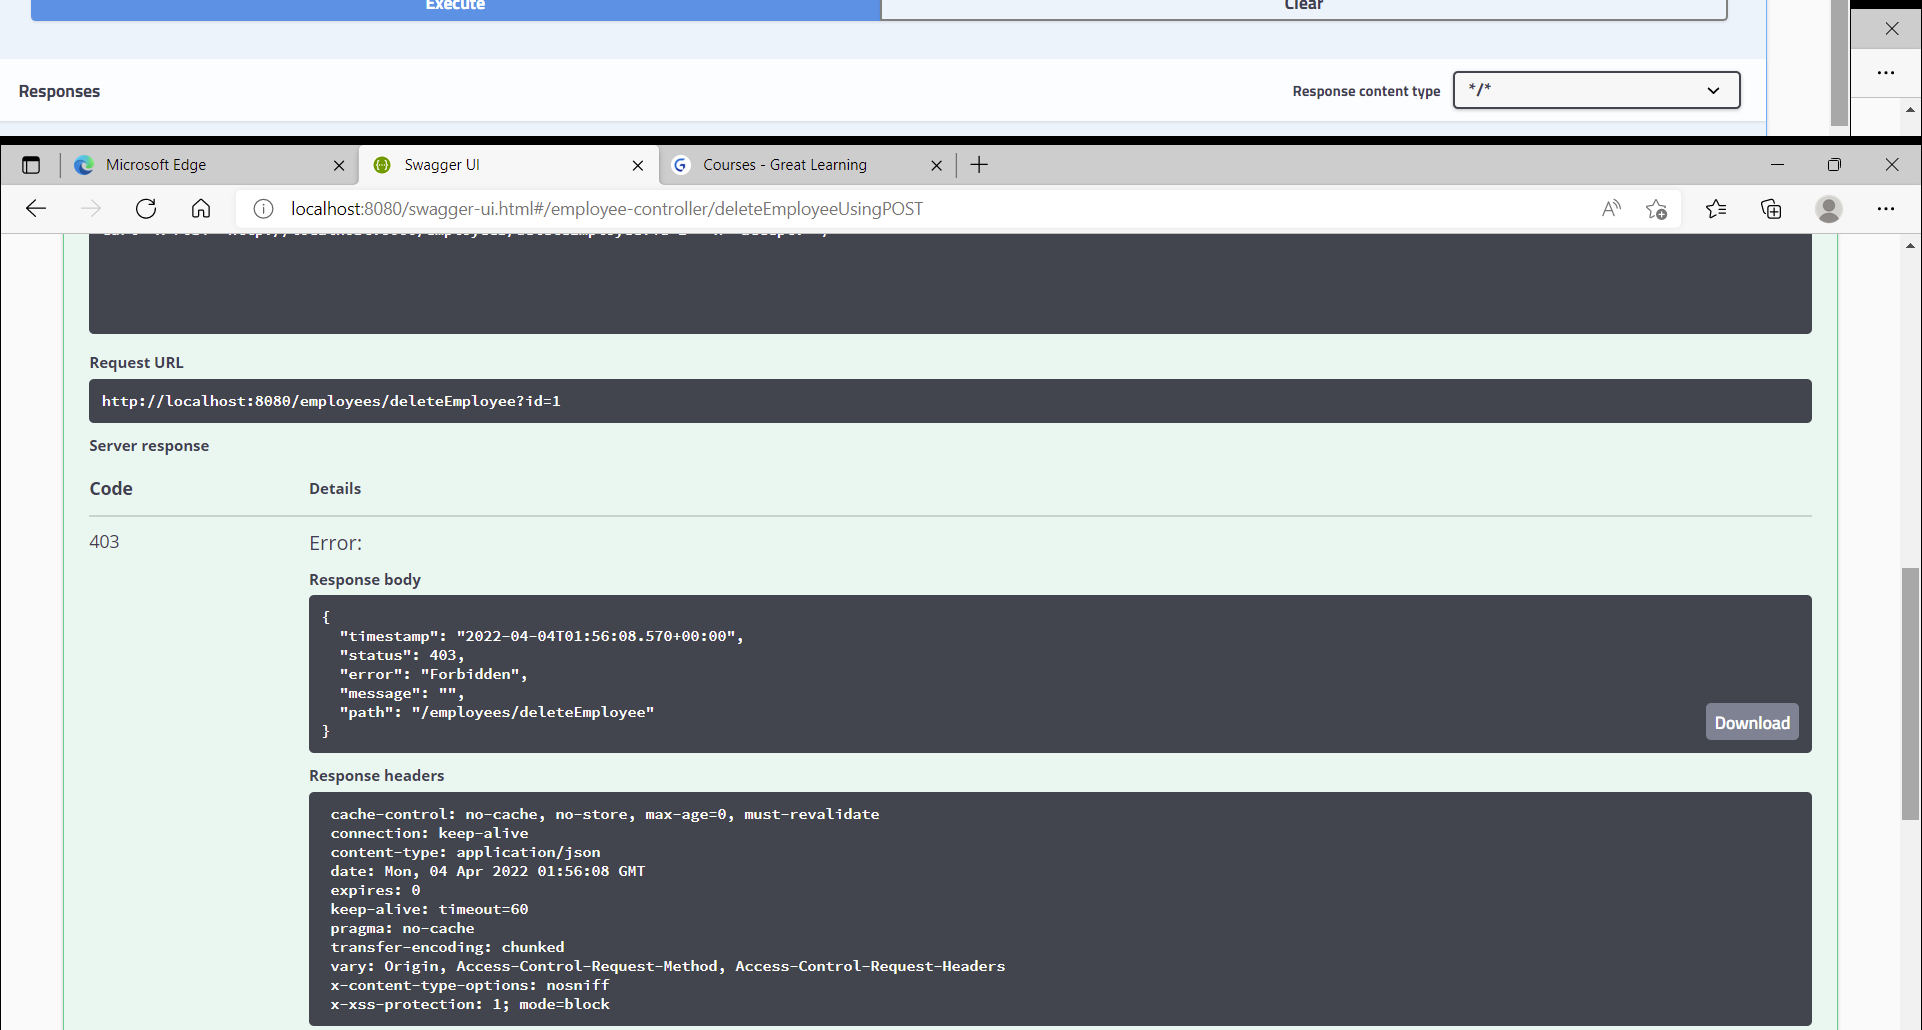 Execute
Clear
Responses
Response content type
*/*
Microsoft Edge
Swagger UI
Courses - Great Learning
localhost:8080/swagger-ui.html#/employee-controller/deleteEmployeeUsingPOST
Request URL
http://localhost:8080/employees/deleteEmployee?id=1
Server response
Code
Details
403
Error:
Response body
{
"timestamp": "2022-04-04T01:56:08.570+00:00",
"status": 403,
"error": "Forbidden",
"message": "",
"path": "/employees/deleteEmployee"
}
Download
Response headers
cache-control: no-cache, no-store, max-age=0, must-revalidate
connection: keep-alive
content-type: application/json
date: Mon, 04 Apr 2022 01:56:08 GMT
expires: 0
keep-alive: timeout=60
pragma: no-cache
transfer-encoding: chunked
vary: Origin, Access-Control-Request-Method, Access-Control-Request-Headers
x-content-type-options: nosniff
x-xss-protection: 1; mode=block